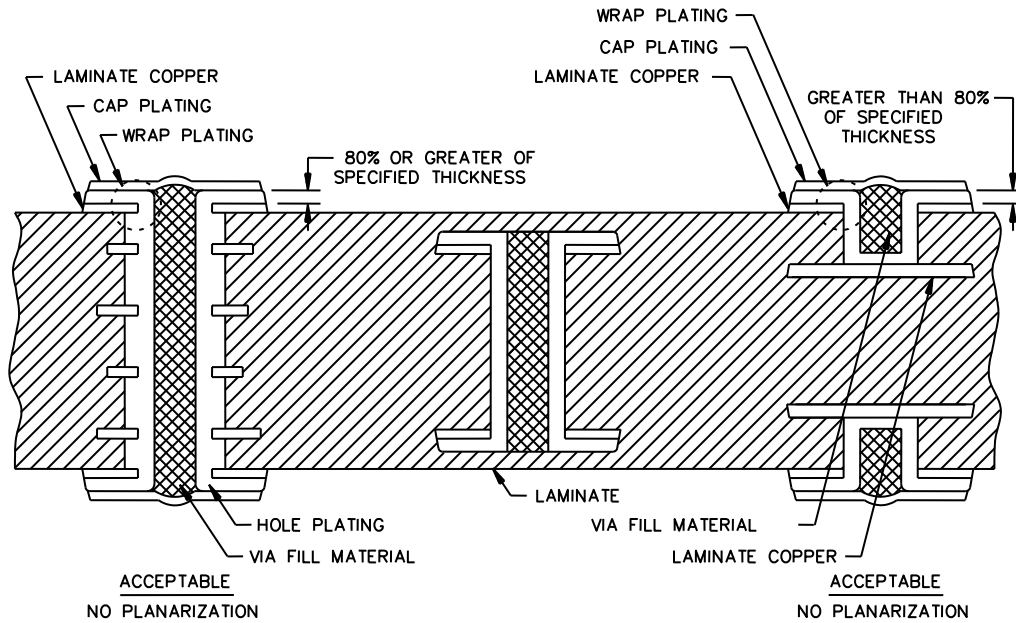 WRAP PLATING
CAP PLATING
LAMINATE COPPER
LAMINATE COPPER
CAP PLATING
WRAP PLATING
GREATER THAN 80%
OF SPECIFIED
THICKNESS
80% OR GREATER OF
SPECIFIED THICKNESS
LAMINATE
HOLE PLATING
VIA FILL MATERIAL
VIA FILL MATERIAL
LAMINATE COPPER
ACCEPTABLE
NO PLANARIZATION
ACCEPTABLE
NO PLANARIZATION